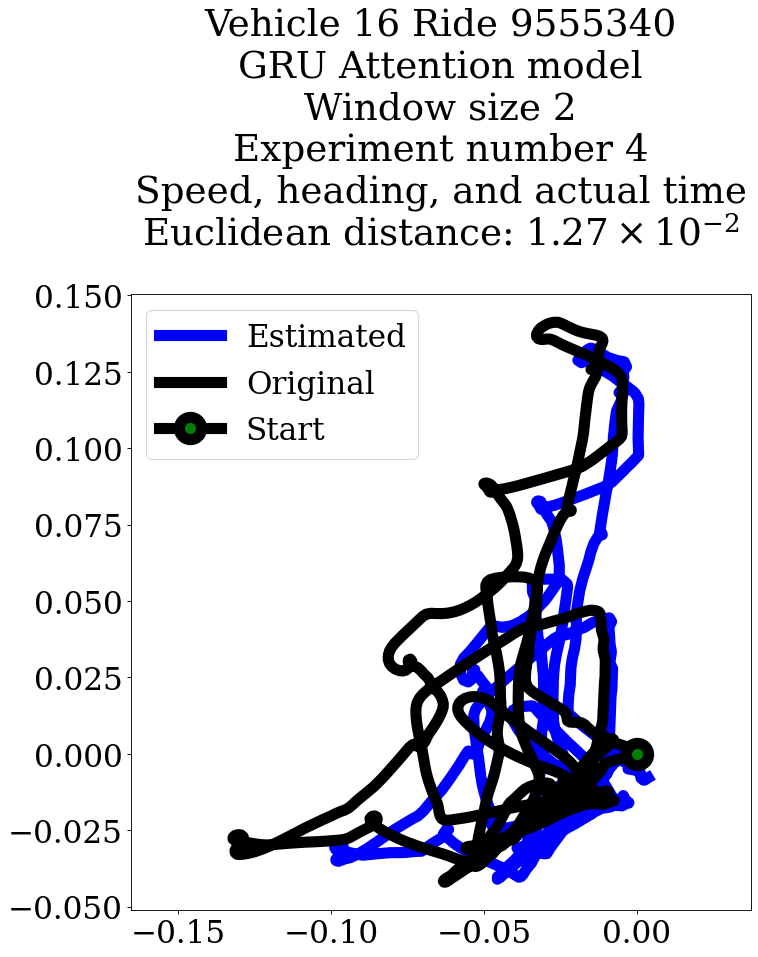 Vehicle 16 Ride 9555340
GRU Attention model
Window size 2
Experiment number 4
Speed, heading, and actual time
Euclidean distance: 1.27 × 10⁻²
0.150
Estimated
0.125
Original
Start
0.100
0.075
0.050
0.025
0.000
−0.025
−0.050
−0.15 −0.10 −0.05 0.00